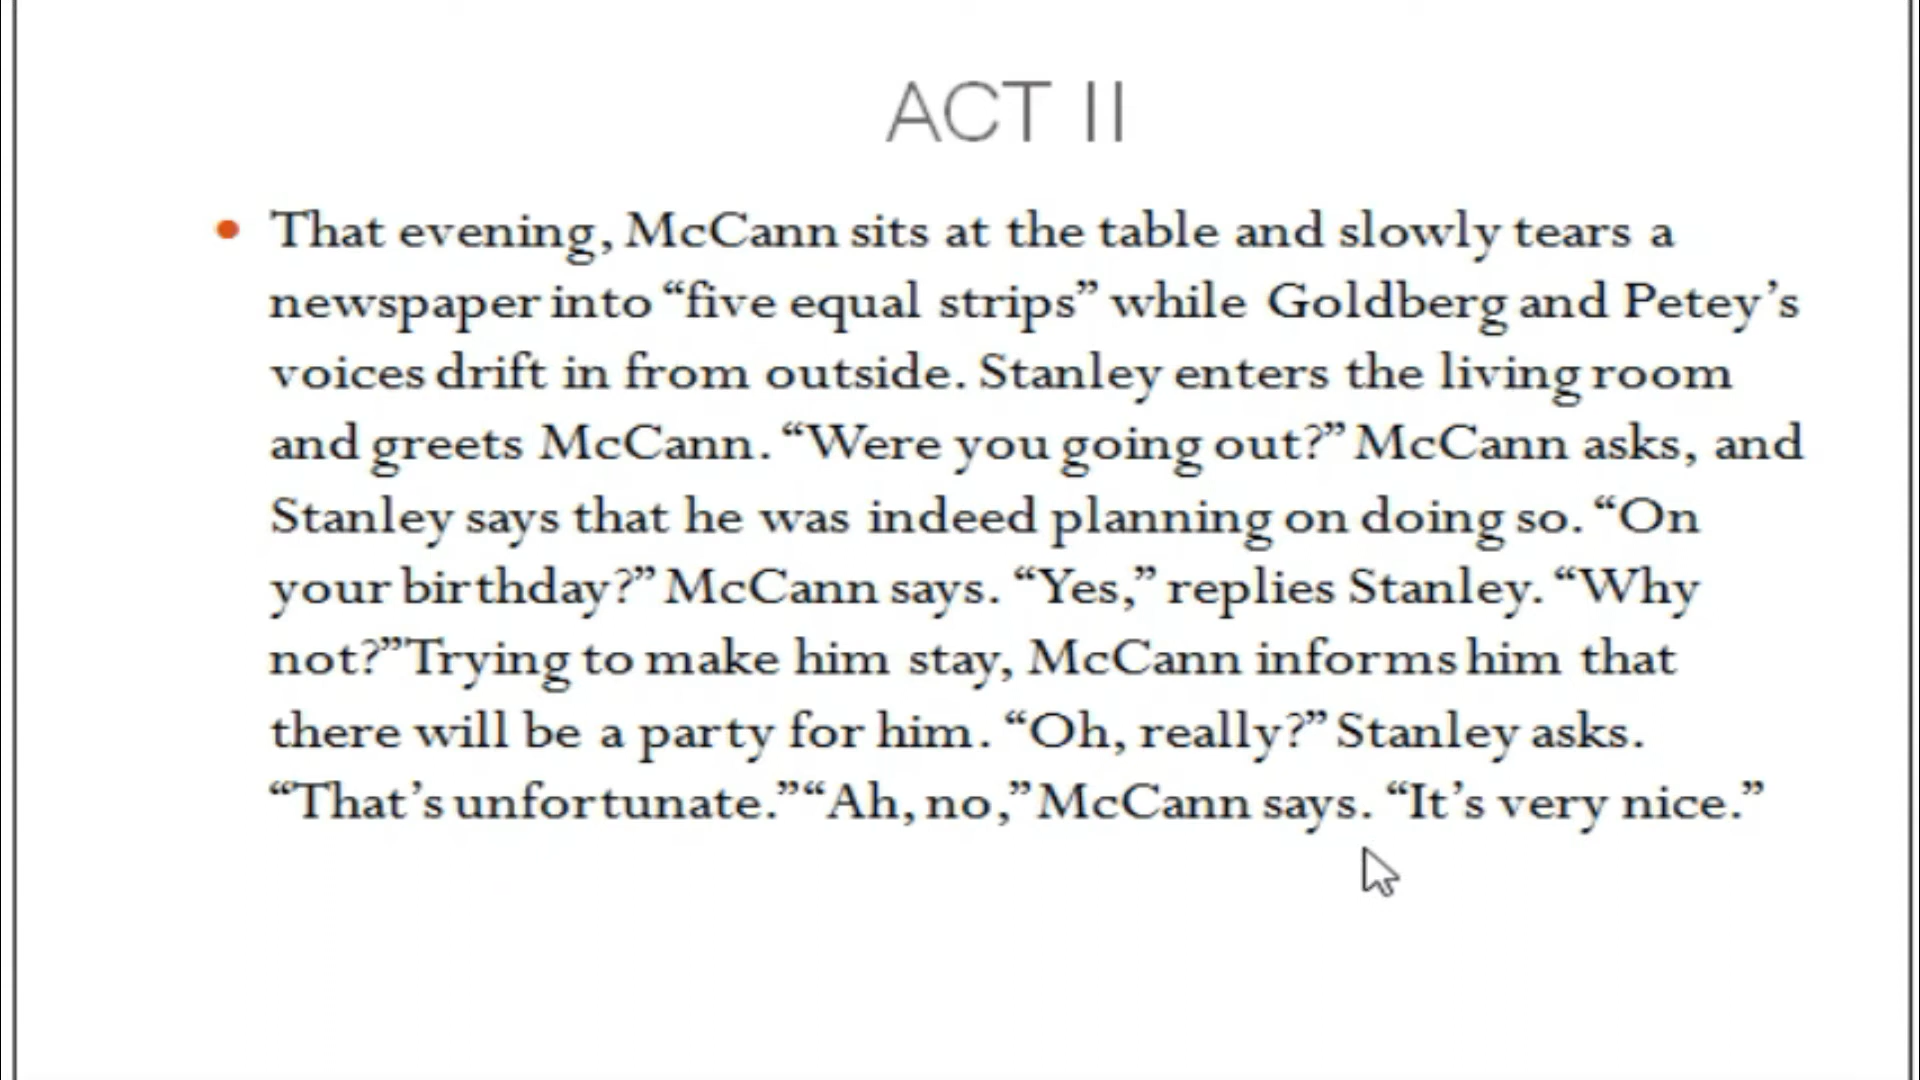 ACT II
• That evening, McCann sits at the table and slowly tears a
newspaper into “five equal strips” while Goldberg and Petey’s
voices drift in from outside. Stanley enters the living room
and greets McCann. “Were you going out?” McCann asks, and
Stanley says that he was indeed planning on doing so. “On
your birthday?” McCann says. “Yes,” replies Stanley. “Why
not?” Trying to make him stay, McCann informs him that
there will be a party for him. “Oh, really?” Stanley asks.
“That’s unfortunate.” “Ah, no,” McCann says. “It’s very nice.”